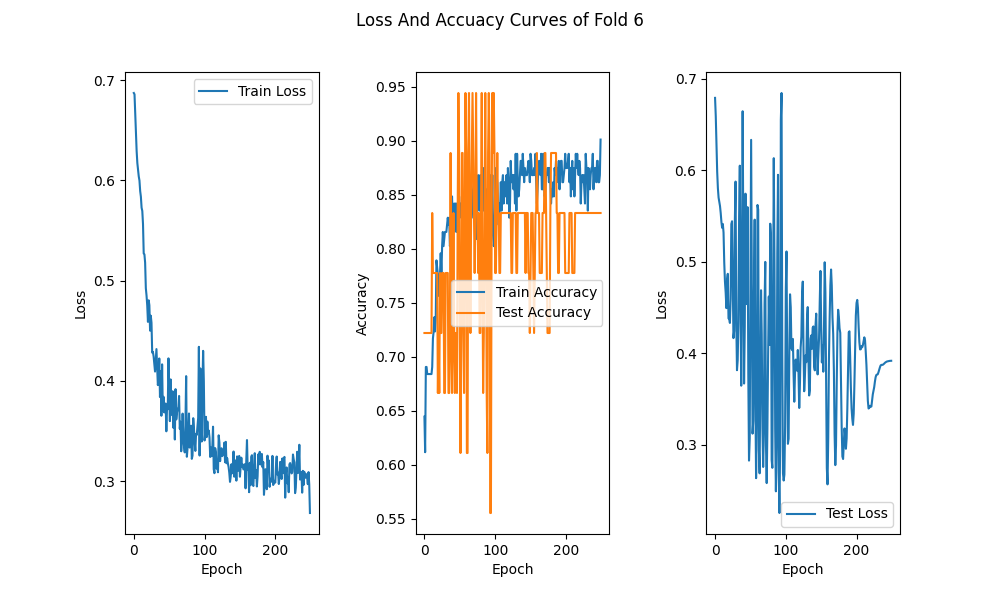 Loss And Accuacy Curves of Fold 6
Train Loss
Loss
0.7
0.6
0.5
0.4
0.3
0
100
200
Epoch
Train Accuracy
Test Accuracy
Accuracy
0.95
0.90
0.85
0.80
0.75
0.70
0.65
0.60
0.55
0
100
200
Epoch
Test Loss
Loss
0.7
0.6
0.5
0.4
0.3
0
100
200
Epoch